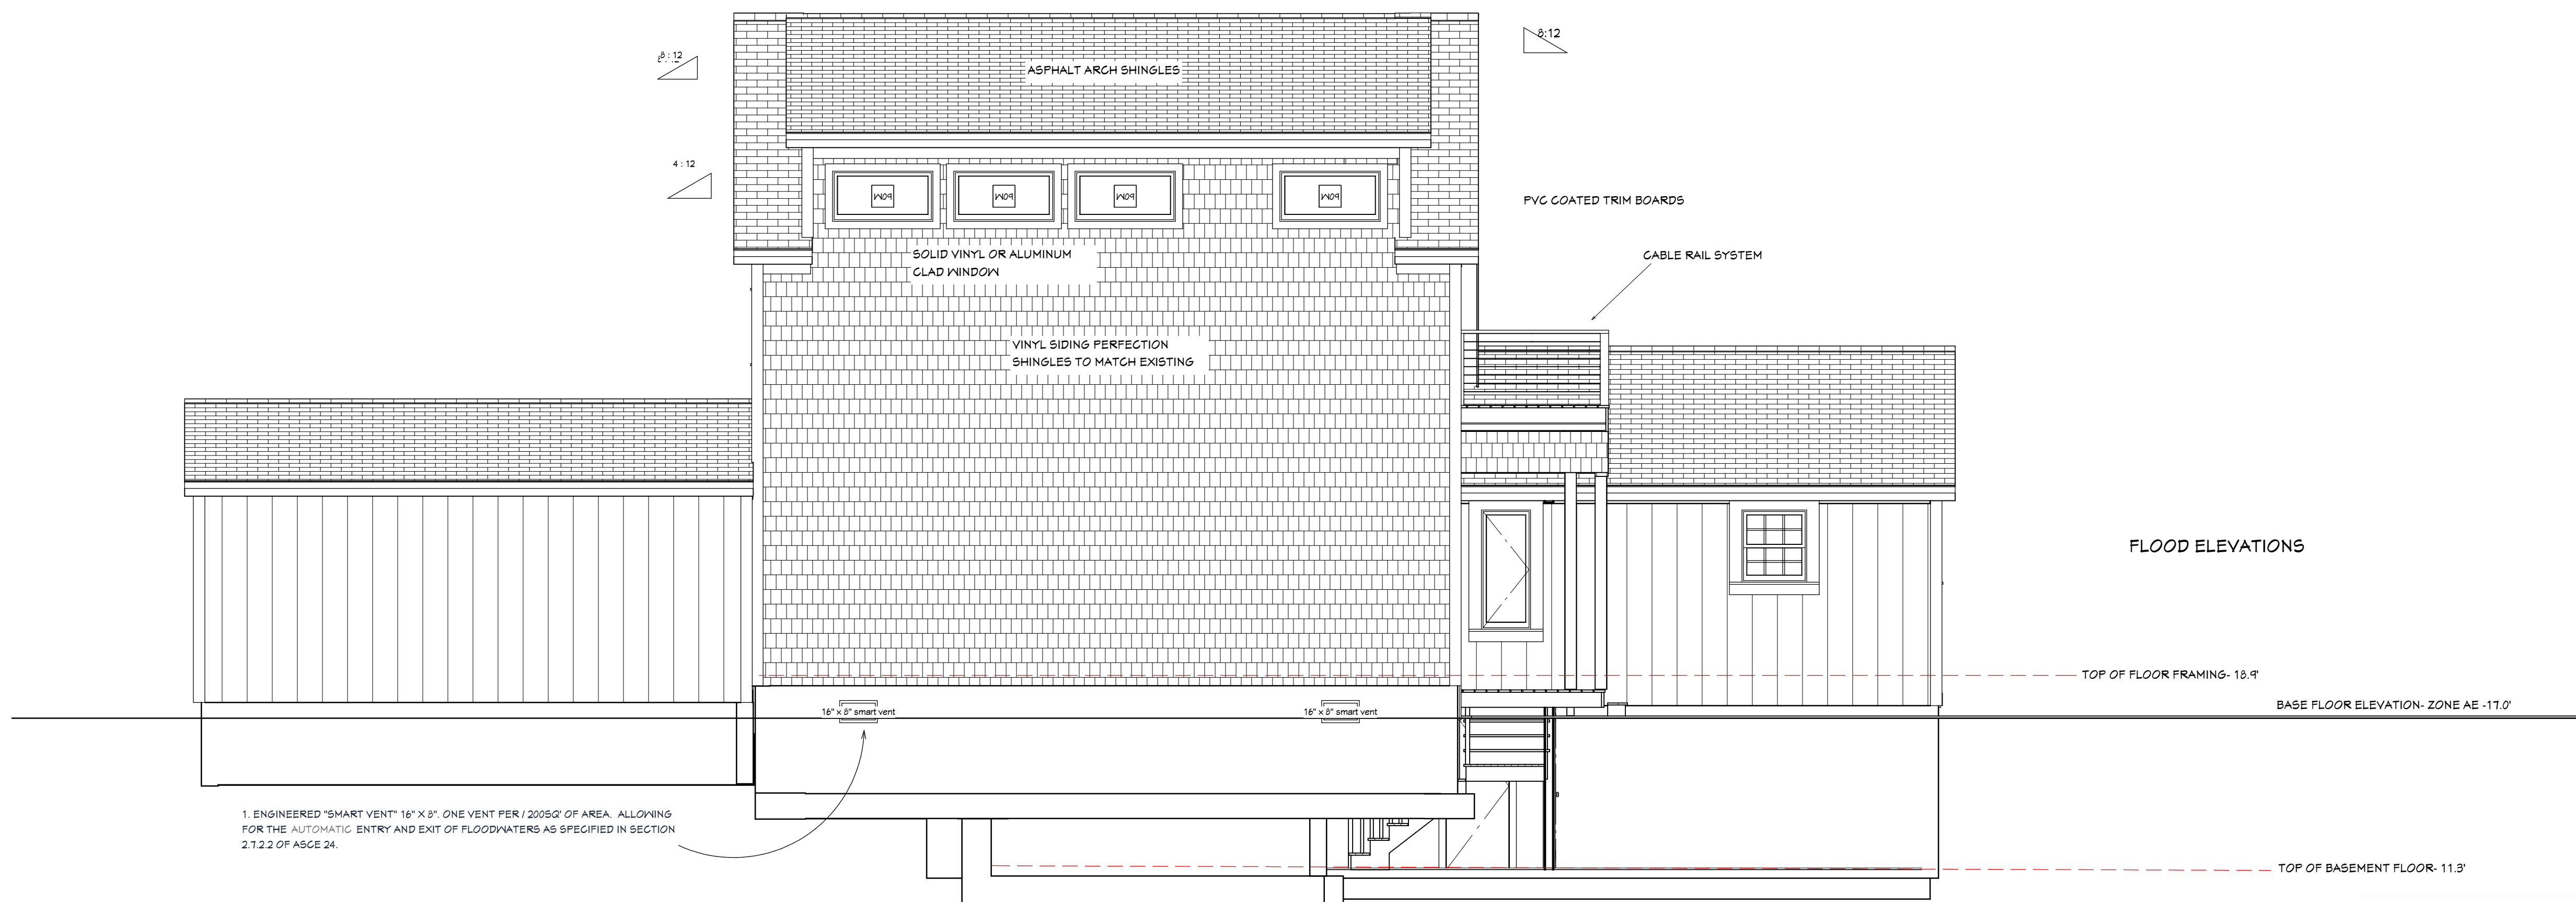 8 : 12
8:12
ASPHALT ARCH SHINGLES
4 : 12
W09
W09
W09
W09
PVC COATED TRIM BOARDS
SOLID VINYL OR ALUMINUM
CLAD WINDOW
CABLE RAIL SYSTEM
VINYL SIDING PERFECTION
SHINGLES TO MATCH EXISTING
FLOOD ELEVATIONS
TOP OF FLOOR FRAMING- 18.9'
BASE FLOOR ELEVATION- ZONE AE -17.0'
16" x 8" smart vent
16" x 8" smart vent
1. ENGINEERED "SMART VENT" 16" X 8". ONE VENT PER / 200SQ' OF AREA. ALLOWING
FOR THE AUTOMATIC ENTRY AND EXIT OF FLOODWATERS AS SPECIFIED IN SECTION
2.7.2.2 OF ASCE 24.
TOP OF BASEMENT FLOOR- 11.3'